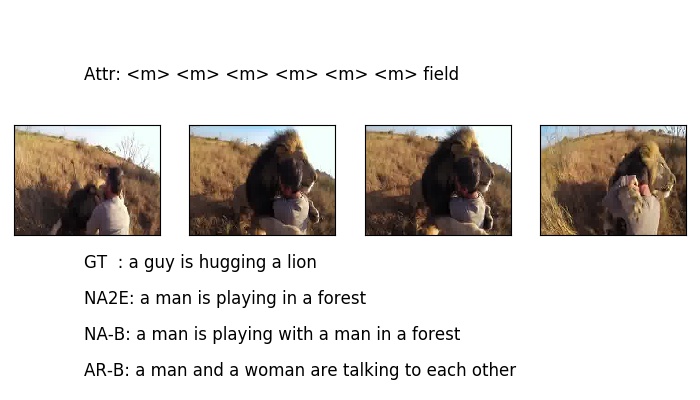 Attr: <m> <m> <m> <m> <m> <m> field
GT : a guy is hugging a lion
NA2E: a man is playing in a forest
NA-B: a man is playing with a man in a forest
AR-B: a man and a woman are talking to each other